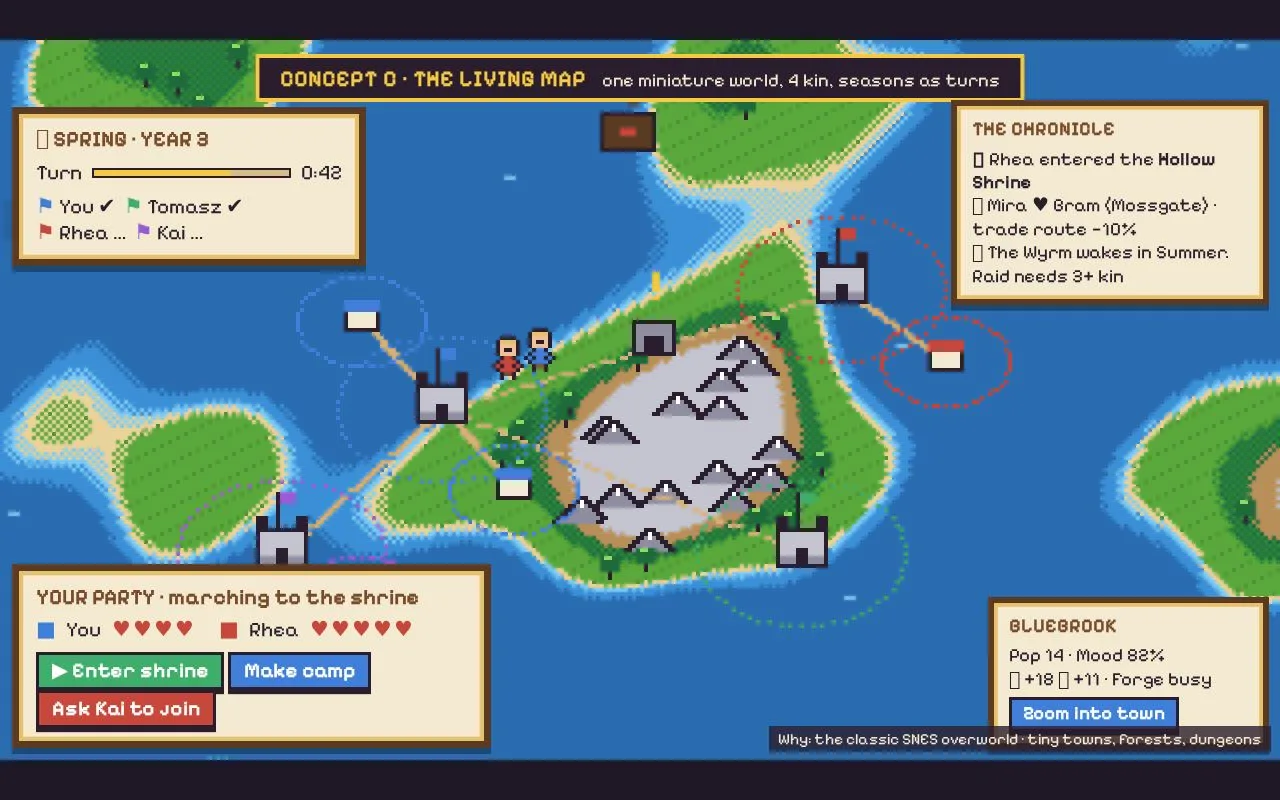 CONCEPT C · THE LIVING MAP one miniature world, 4 kin, seasons as turns
SPRING · YEAR 3
Turn 0:42
You ✔ Tomasz ✔
Rhea ... Kai ...
THE CHRONICLE
Rhea entered the Hollow
Shrine
Mira ♥ Bram (Mossgate) ·
trade route -10%
The Wyrm wakes in Summer.
Raid needs 3+ kin
YOUR PARTY · marching to the shrine
You ♥♥♥♥ Rhea ♥♥♥♥♥
▶ Enter shrine Make camp
Ask Kai to join
BLUEBROOK
Pop 14 · Mood 82%
+18 +11 · Forge busy
Zoom into town
Why: the classic SNES overworld · tiny towns, forests, dungeons